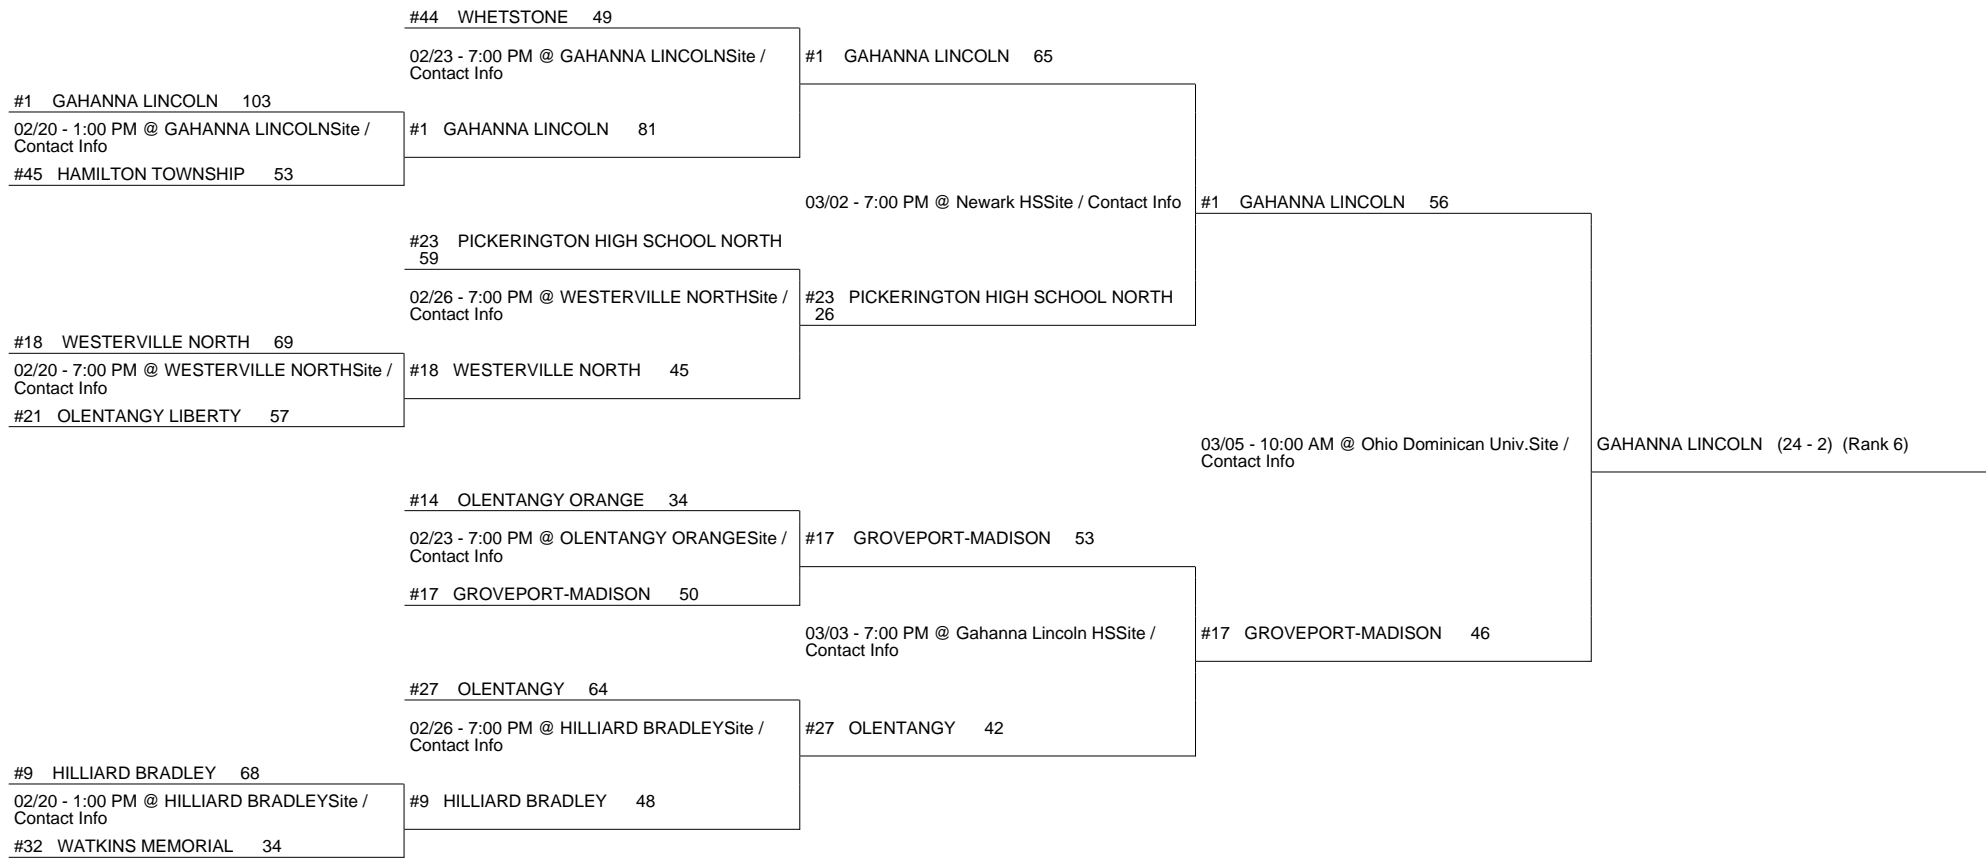 #44 WHETSTONE 49
02/23 - 7:00 PM @ GAHANNA LINCOLNSite /
Contact Info
#1 GAHANNA LINCOLN 65
#1 GAHANNA LINCOLN 103
02/20 - 1:00 PM @ GAHANNA LINCOLNSite /
Contact Info
#1 GAHANNA LINCOLN 81
#45 HAMILTON TOWNSHIP 53
03/02 - 7:00 PM @ Newark HSSite / Contact Info
#1 GAHANNA LINCOLN 56
#23 PICKERINGTON HIGH SCHOOL NORTH
59
02/26 - 7:00 PM @ WESTERVILLE NORTHSite /
Contact Info
#23 PICKERINGTON HIGH SCHOOL NORTH
26
#18 WESTERVILLE NORTH 69
02/20 - 7:00 PM @ WESTERVILLE NORTHSite /
Contact Info
#18 WESTERVILLE NORTH 45
#21 OLENTANGY LIBERTY 57
03/05 - 10:00 AM @ Ohio Dominican Univ.Site /
Contact Info
GAHANNA LINCOLN (24 - 2) (Rank 6)
#14 OLENTANGY ORANGE 34
02/23 - 7:00 PM @ OLENTANGY ORANGESite /
Contact Info
#17 GROVEPORT-MADISON 53
#17 GROVEPORT-MADISON 50
03/03 - 7:00 PM @ Gahanna Lincoln HSSite /
Contact Info
#17 GROVEPORT-MADISON 46
#27 OLENTANGY 64
02/26 - 7:00 PM @ HILLIARD BRADLEYSite /
Contact Info
#27 OLENTANGY 42
#9 HILLIARD BRADLEY 68
02/20 - 1:00 PM @ HILLIARD BRADLEYSite /
Contact Info
#9 HILLIARD BRADLEY 48
#32 WATKINS MEMORIAL 34